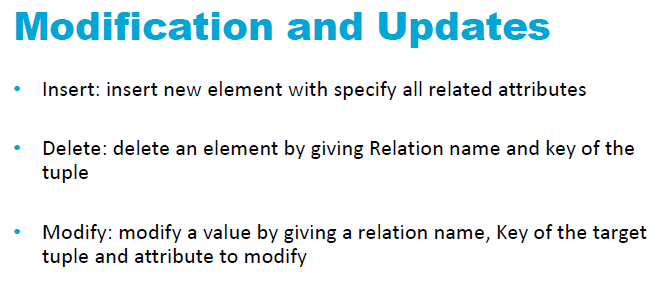 Modification and Updates
• Insert: insert new element with specify all related attributes
• Delete: delete an element by giving Relation name and key of the
tuple
• Modify: modify a value by giving a relation name, Key of the target
tuple and attribute to modify